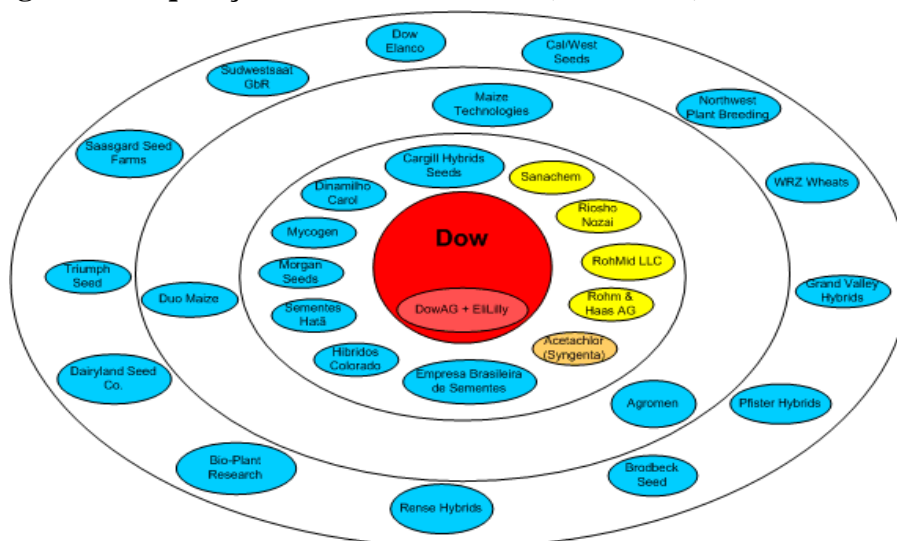 Dow
Elanco
Cal/West
Seeds
Sudwestsaat
GbR
Maize
Technologies
Northwest
Plant Breeding
Saasgard Seed
Farms
Cargill Hybrids
Seeds
Sanachem
WRZ Wheats
Dinamilho
Carol
Riosho
Nozai
Mycogen
Dow
RohMid LLC
Morgan
Seeds
Triumph
Seed
Duo Maize
Grand Valley
Hybrids
Sementes
Hatã
DowAG + EliLilly
Rohm &
Haas AG
Acetachlor
(Syngenta)
Hibridos
Colorado
Dairyland Seed
Co.
Empresa Brasileira
de Sementes
Agromen
Pfister Hybrids
Bio-Plant
Research
Brodbeck
Seed
Rense Hybrids